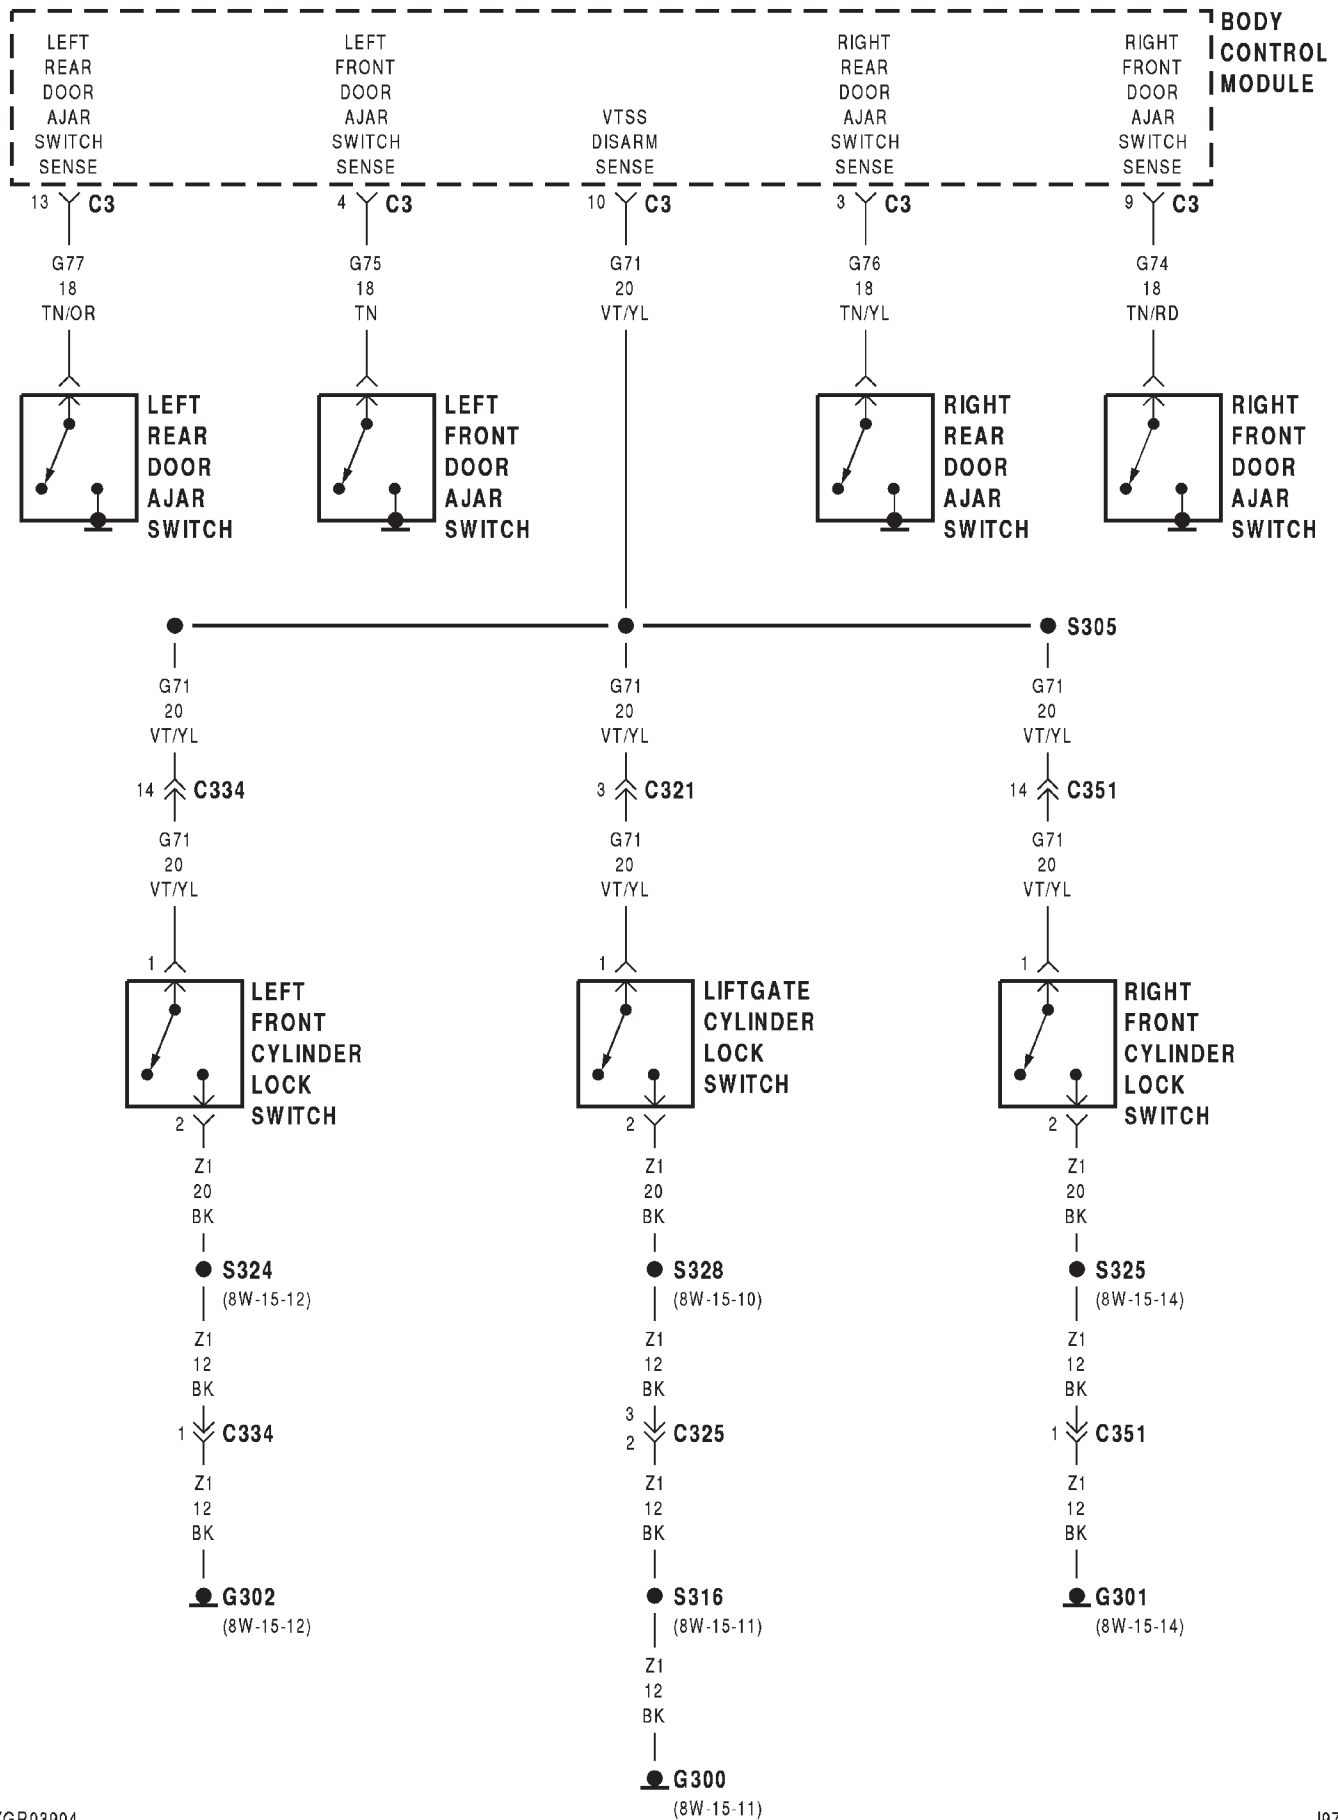 BODY
CONTROL
MODULE
LEFT
REAR
DOOR
AJAR
SWITCH
SENSE
LEFT
FRONT
DOOR
AJAR
SWITCH
SENSE
VTSS
DISARM
SENSE
RIGHT
REAR
DOOR
AJAR
SWITCH
SENSE
RIGHT
FRONT
DOOR
AJAR
SWITCH
SENSE
13 C3
4 C3
10 C3
3 C3
9 C3
G77
18
TN/OR
G75
18
TN
G71
20
VT/YL
G76
18
TN/YL
G74
18
TN/RD
LEFT
REAR
DOOR
AJAR
SWITCH
LEFT
FRONT
DOOR
AJAR
SWITCH
RIGHT
REAR
DOOR
AJAR
SWITCH
RIGHT
FRONT
DOOR
AJAR
SWITCH
S305
G71
20
VT/YL
G71
20
VT/YL
G71
20
VT/YL
14 C334
3 C321
14 C351
G71
20
VT/YL
G71
20
VT/YL
G71
20
VT/YL
1
1
1
LEFT
FRONT
CYLINDER
LOCK
SWITCH
LIFTGATE
CYLINDER
LOCK
SWITCH
RIGHT
FRONT
CYLINDER
LOCK
SWITCH
2
2
2
Z1
20
BK
Z1
20
BK
Z1
20
BK
S324
(8W-15-12)
S328
(8W-15-10)
S325
(8W-15-14)
Z1
12
BK
Z1
12
BK
Z1
12
BK
1 C334
3
2 C325
1 C351
Z1
12
BK
Z1
12
BK
Z1
12
BK
G302
(8W-15-12)
S316
(8W-15-11)
G301
(8W-15-14)
Z1
12
BK
G300
(8W-15-11)